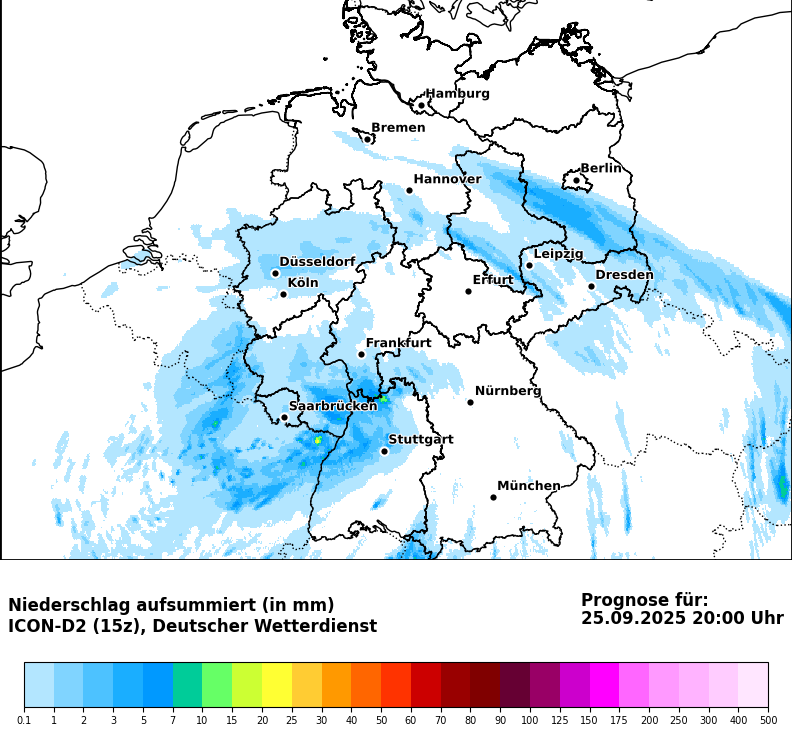 Hamburg
Bremen
Berlin
Hannover
Leipzig
Düsseldorf
Dresden
Erfurt
Köln
Frankfurt
Nürnberg
Saarbrücken
Stuttgart
München
Niederschlag aufsummiert (in mm)
ICON-D2 (15z), Deutscher Wetterdienst
Prognose für:
25.09.2025 20:00 Uhr
0.1 1 2 3 5 7 10 15 20 25 30 40 50 60 70 80 90 100 125 150 175 200 250 300 400 500